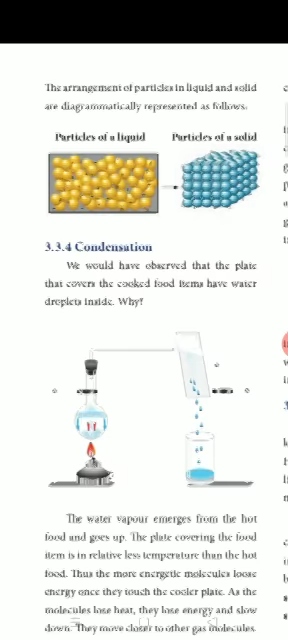 The arrangement of particles in liquid and solid
are diagrammatically represented as follows.
Particles of a liquid
Particles of a solid
3.3.4 Condensation
We would have observed that the plate
that covers the cooked food items have water
droplets inside. Why?
The water vapour emerges from the hot
food and goes up. The plate covering the food
item is in relative less temperature than the hot
food. Thus the more energetic molecules loose
energy once they touch the cooler plate. As the
molecules lose heat, they lose energy and slow
down. They move closer to other gas molecules.